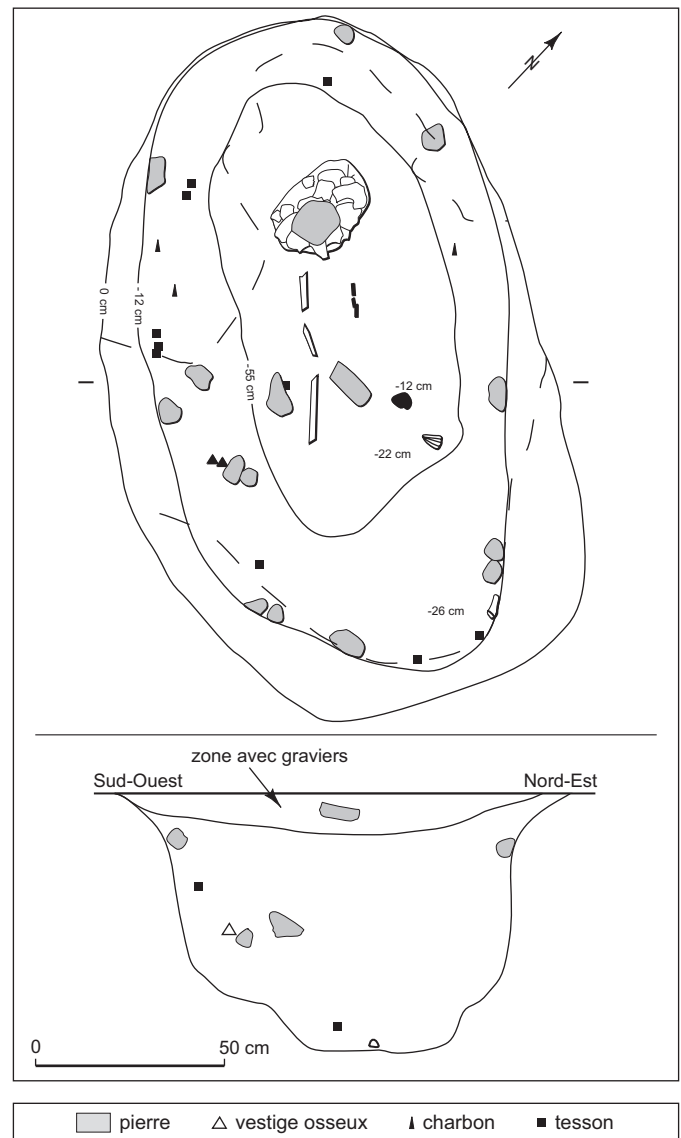 N
0 cm
-12 cm
-55 cm
-12 cm
-22 cm
-26 cm
zone avec graviers
Sud-Ouest
Nord-Est
0
50 cm
pierre
vestige osseux
charbon
tesson